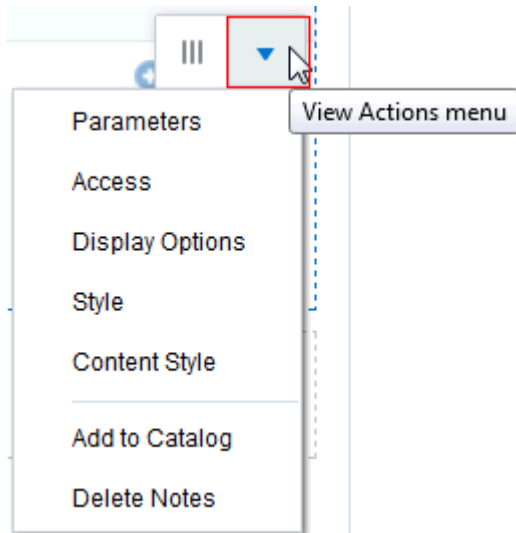 View Actions menu
Parameters
Access
Display Options
Style
Content Style
Add to Catalog
Delete Notes